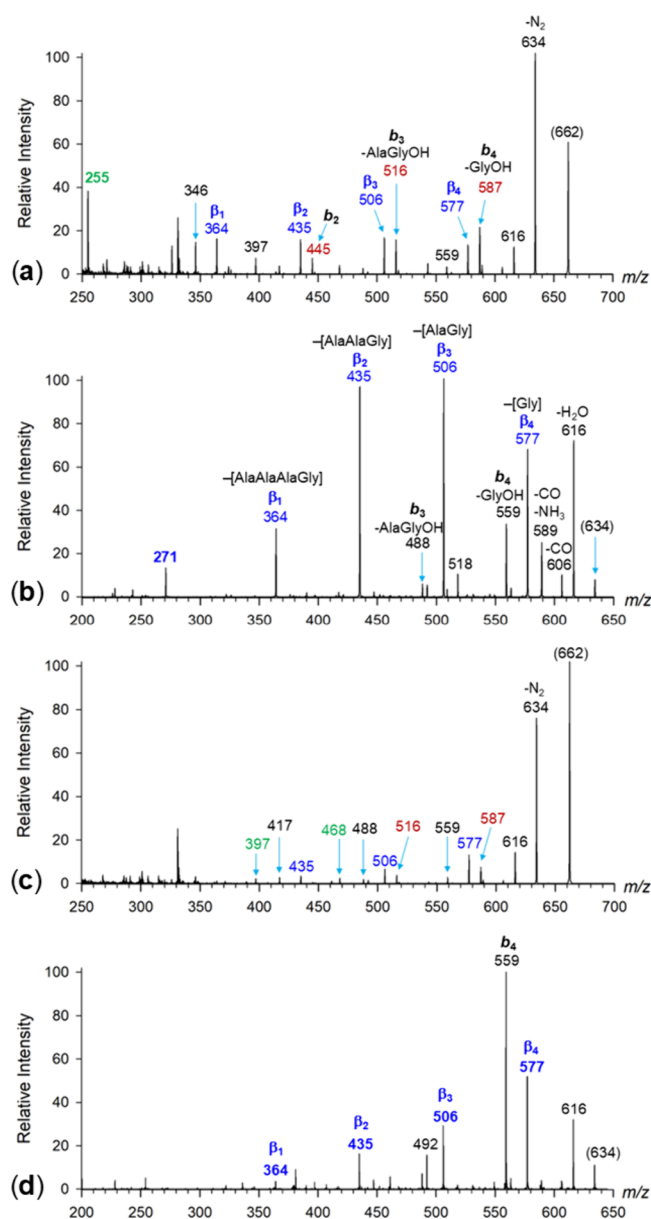 -N₂
634
100
(662)
80
b₃
-AlaGlyOH
516
b₄
-GlyOH
587
60
Relative Intensity
255
346
β₁
364
397
β₂
435
b₂
445
β₃
506
β₄
577
559
616
40
20
0
(a)
200 250 300 350 400 450 500 550 600 650 700
m/z
–[AlaAlaGly]
β₂
435
–[AlaGly]
β₃
506
100
–[Gly]
β₄
577
-H₂O
616
80
–[AlaAlaAlaGly]
β₁
364
b₃
-AlaGlyOH
488
b₄
-GlyOH
559
-CO
-NH₃
589
-CO
606
(634)
60
Relative Intensity
271
518
40
20
0
(b)
200 250 300 350 400 450 500 550 600 650
m/z
(662)
100
-N₂
634
80
60
Relative Intensity
397
417
435
468
488
506
516
559
577
587
616
40
20
0
(c)
200 250 300 350 400 450 500 550 600 650 700
m/z
b₄
559
100
β₄
577
80
β₃
506
60
Relative Intensity
β₁
364
β₂
435
492
616
(634)
40
20
0
(d)
200 250 300 350 400 450 500 550 600 650
m/z